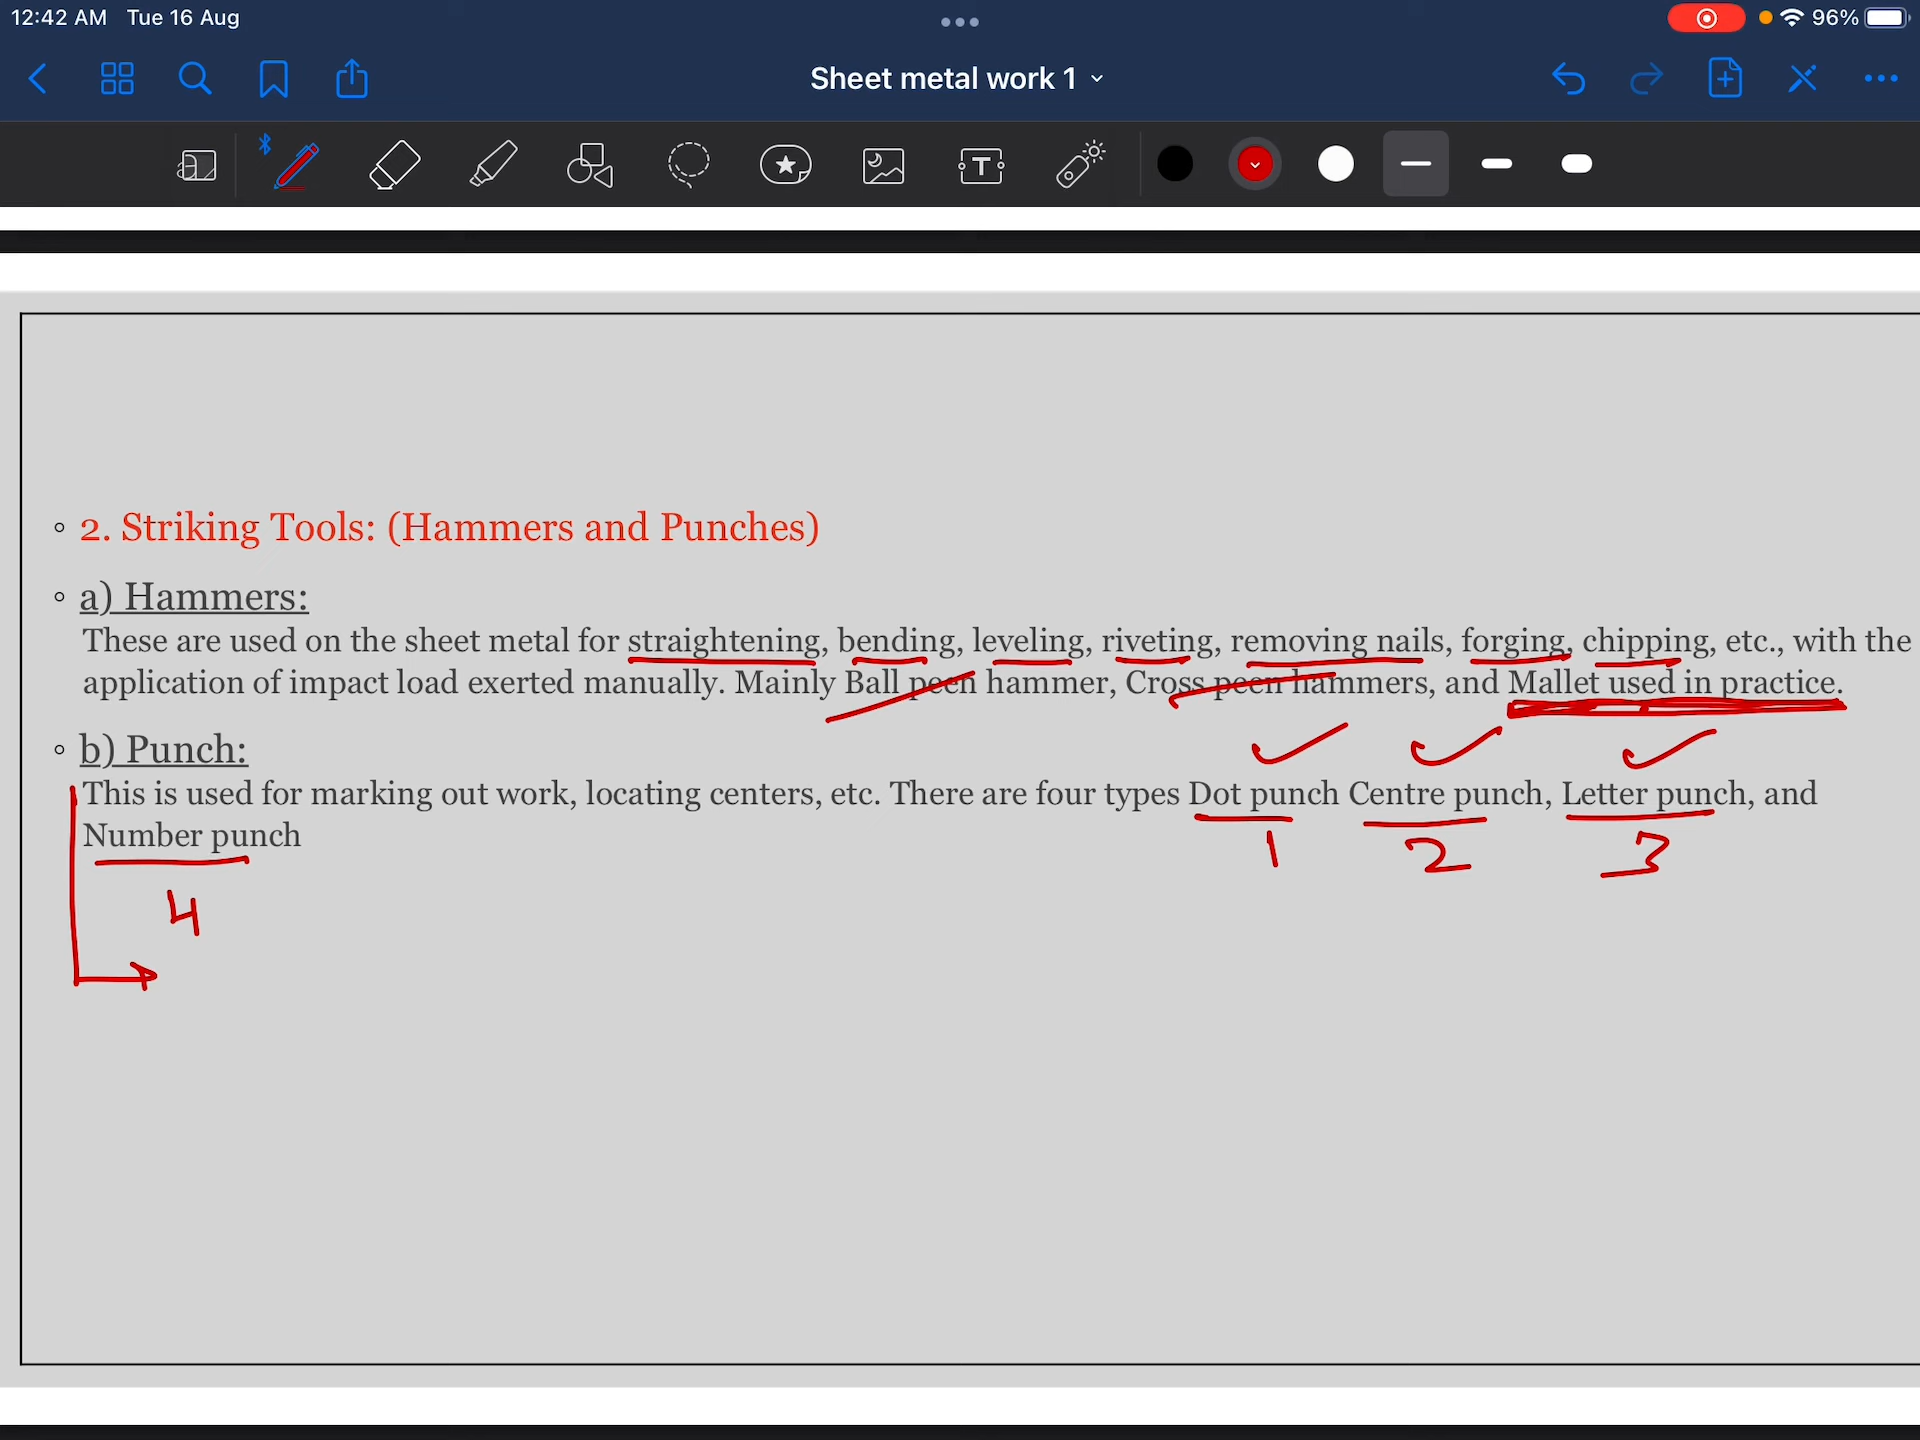 12:42 AM Tue 16 Aug
96%
Sheet metal work 1
2. Striking Tools: (Hammers and Punches)
a) Hammers:
These are used on the sheet metal for straightening, bending, leveling, riveting, removing nails, forging, chipping, etc., with the
application of impact load exerted manually. Mainly Ball peen hammer, Cross peen hammers, and Mallet used in practice.
b) Punch:
This is used for marking out work, locating centers, etc. There are four types Dot punch Centre punch, Letter punch, and
Number punch
1 2 3
4